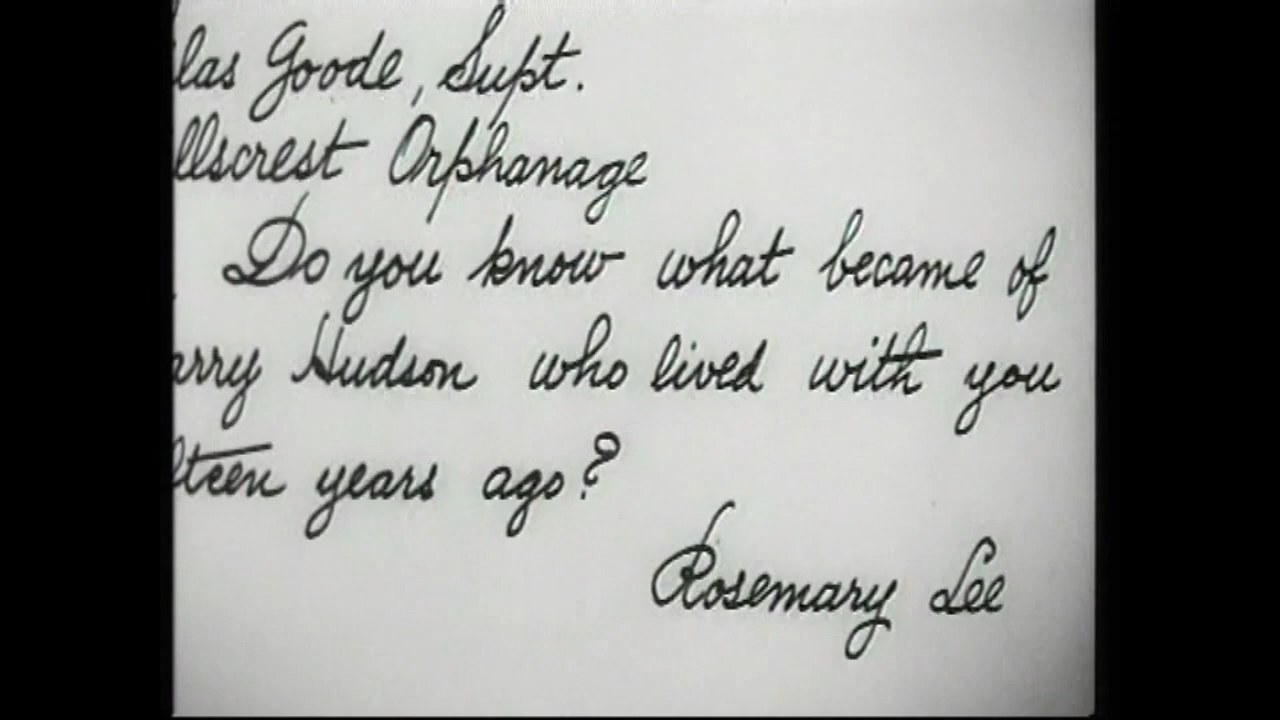 las Goode, Supt.
llscrest Orphanage
Do you know what became of
arry Hudson who lived with you
teen years ago?
Rosemary Lee